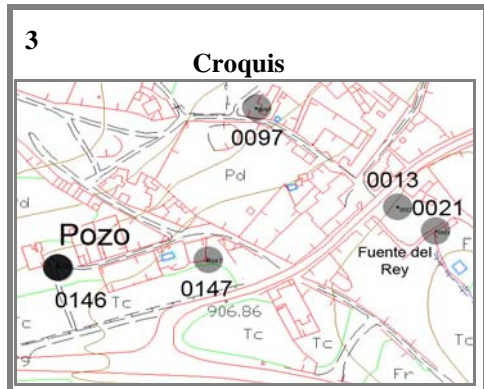 3
Croquis
0097
Pd
0013
0021
Pozo
Fuente del
Rey
0146
Tc
0147
906.86
Tc
Tc
Tc
Tc
Fr